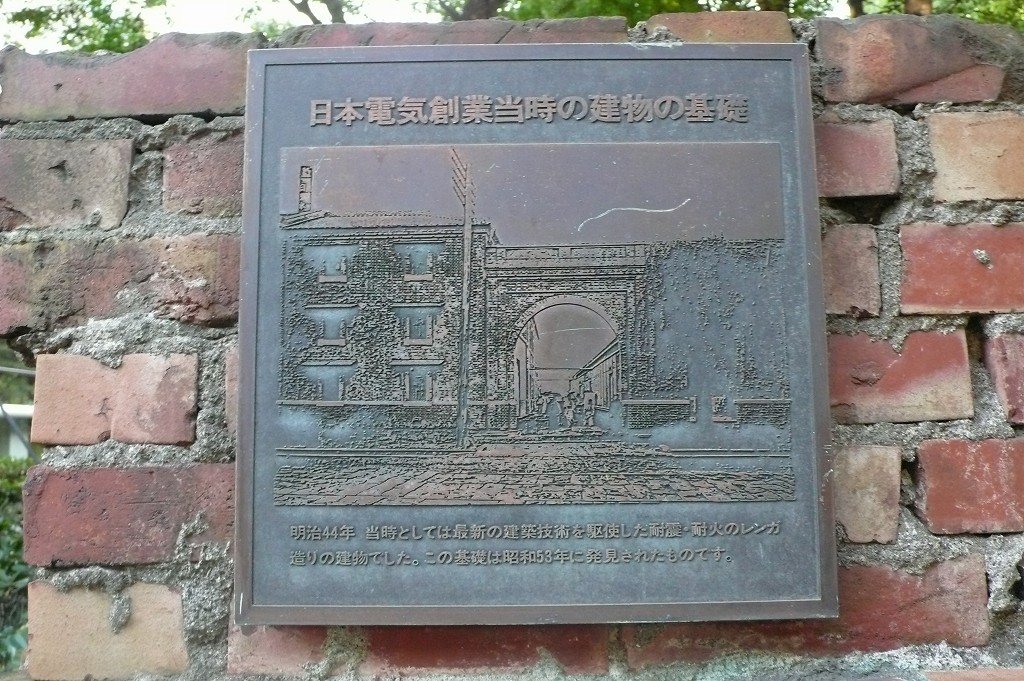 日本電気創業当時の建物の基礎
明治44年 当時としては最新の建築技術を駆使した耐震・耐火のレンガ
造りの建物でした。この基礎は昭和53年に発見されたものです。